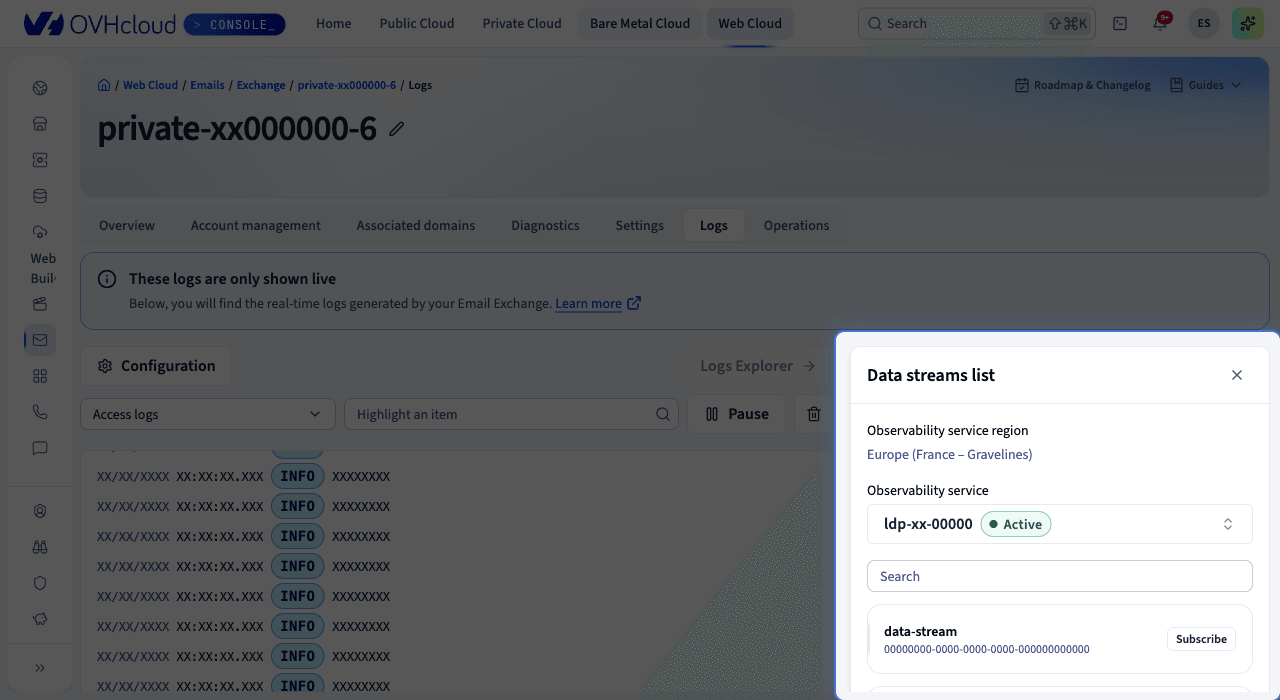 OVHcloud > CONSOLE_ Home Public Cloud Private Cloud Bare Metal Cloud Web Cloud Search ⇧⌘K 9+ ES
/ Web Cloud / Emails / Exchange / private-xx000000-6 / Logs Roadmap & Changelog Guides
private-xx000000-6
Overview Account management Associated domains Diagnostics Settings Logs Operations
Web
Buil
These logs are only shown live
Below, you will find the real-time logs generated by your Email Exchange. Learn more
Configuration Logs Explorer →
Access logs Highlight an item Pause
XX/XX/XXXX XX:XX:XX.XXX INFO XXXXXXXX
XX/XX/XXXX XX:XX:XX.XXX INFO XXXXXXXX
XX/XX/XXXX XX:XX:XX.XXX INFO XXXXXXXX
XX/XX/XXXX XX:XX:XX.XXX INFO XXXXXXXX
XX/XX/XXXX XX:XX:XX.XXX INFO XXXXXXXX
XX/XX/XXXX XX:XX:XX.XXX INFO XXXXXXXX
XX/XX/XXXX XX:XX:XX.XXX INFO XXXXXXXX
XX/XX/XXXX XX:XX:XX.XXX INFO XXXXXXXX
Data streams list
Observability service region
Europe (France – Gravelines)
Observability service
ldp-xx-00000 Active
Search
data-stream
00000000-0000-0000-0000-000000000000
Subscribe